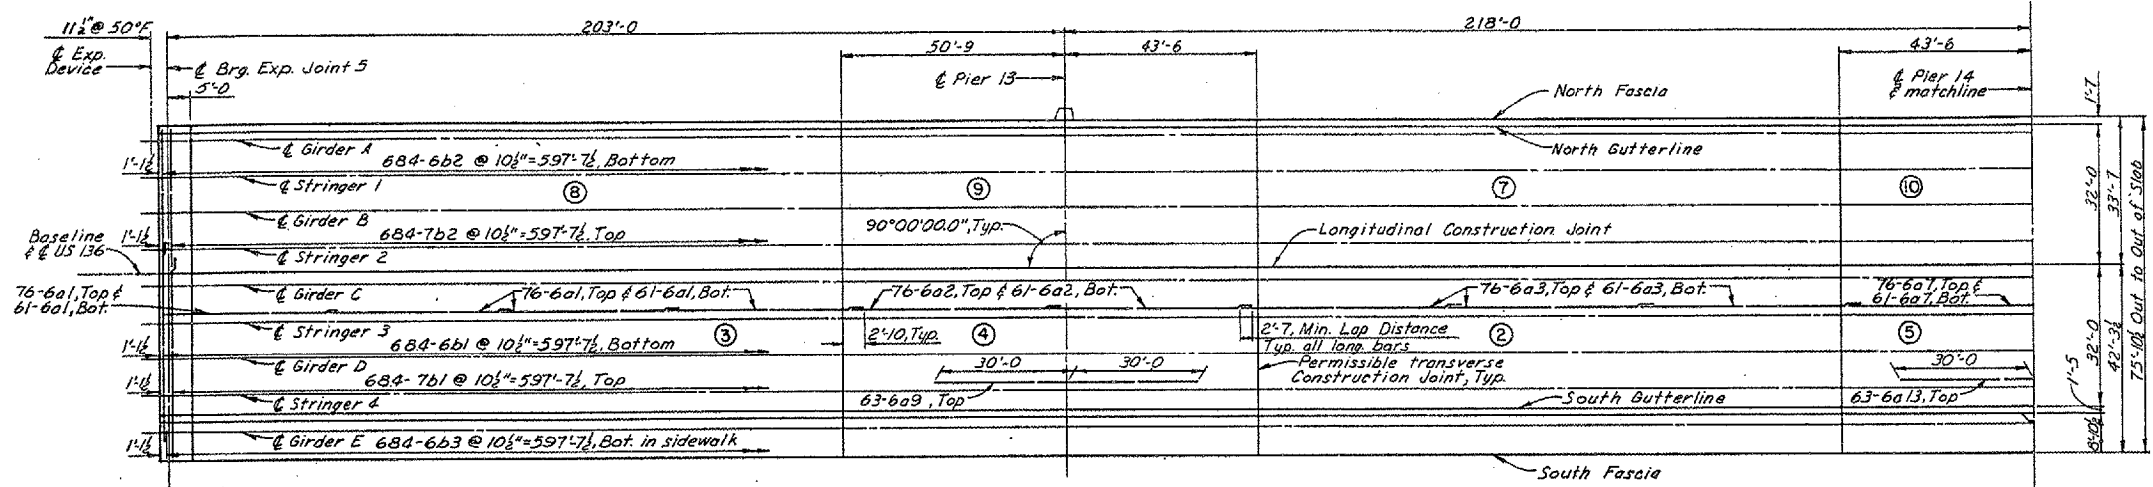 11½"@ 50°F
203'-0
218'-0
50'-9
43'-6
43'-6
℄ Exp.
Device
℄ Brg. Exp. Joint 5
5'-0
℄ Pier 13
℄ Pier 14
& matchline
North Fascia
1'-7
℄ Girder A
North Gutterline
1'-1½
684-6b2 @ 10½"=597'-7½, Bottom
℄ Stringer 1
8
9
7
10
℄ Girder B
90°00'00.0", Typ.
Baseline
& ℄ US 136
1'-1½
684-7b2 @ 10½"=597'-7½, Top
Longitudinal Construction Joint
℄ Stringer 2
32'-0
33'-7
75'-10½ Out to Out of Slab
76-6a1, Top &
61-6a1, Bot.
℄ Girder C
76-6a1, Top & 61-6a1, Bot.
76-6a2, Top & 61-6a2, Bot.
76-6a3, Top & 61-6a3, Bot.
76-6a7, Top &
61-6a7, Bot.
℄ Stringer 3
3
2'-10, Typ.
4
2'-7, Min. Lap Distance
Typ. all long. bars
2
5
1'-1½
684-6b1 @ 10½"=597'-7½, Bottom
℄ Girder D
30'-0
30'-0
Permissible transverse
Construction Joint, Typ.
30'-0
32'-0
42'-3½
1'-5
1'-1½
684-7b1 @ 10½"=597'-7½, Top
℄ Stringer 4
63-6a9, Top
South Gutterline
63-6a13, Top
1'-1½
℄ Girder E
684-6b3 @ 10½"=597'-7½, Bot. in sidewalk
8'-10½
South Fascia